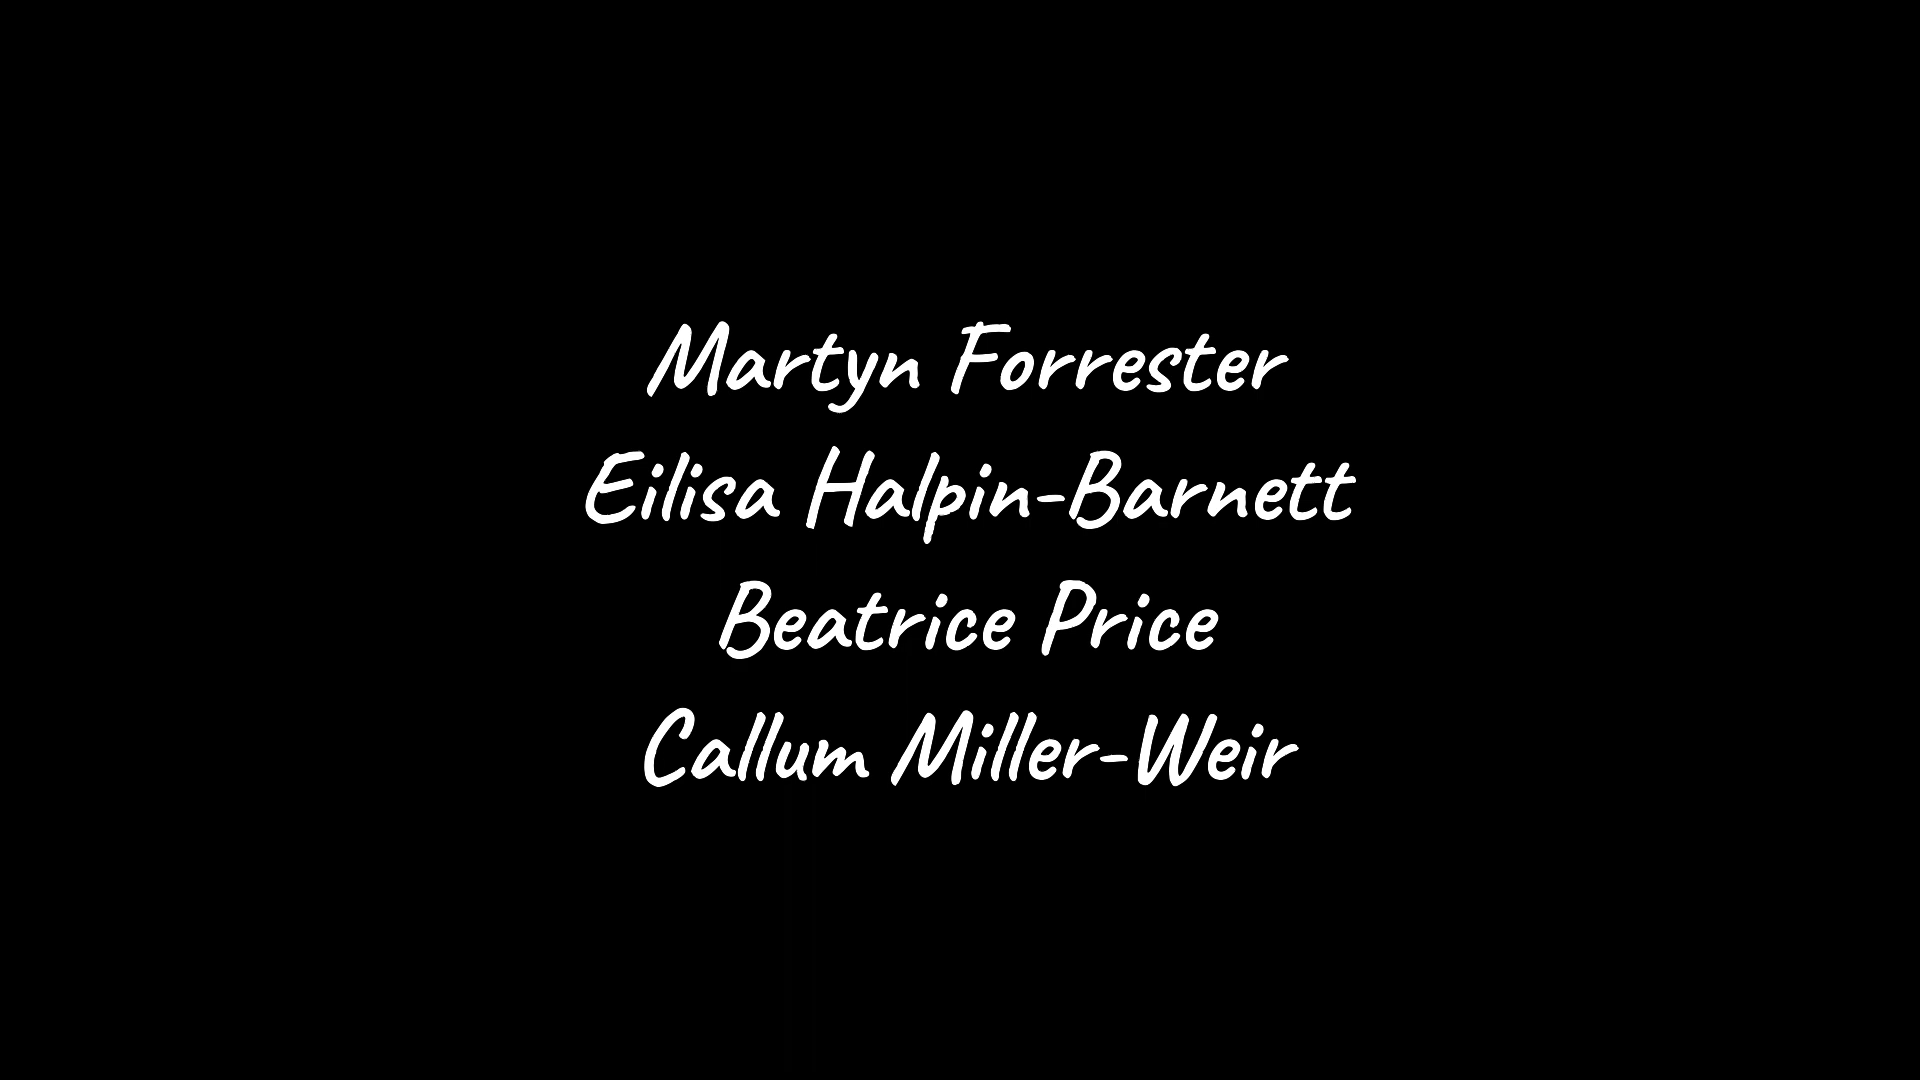 Martyn Forrester
Eilisa Halpin-Barnett
Beatrice Price
Callum Miller-Weir